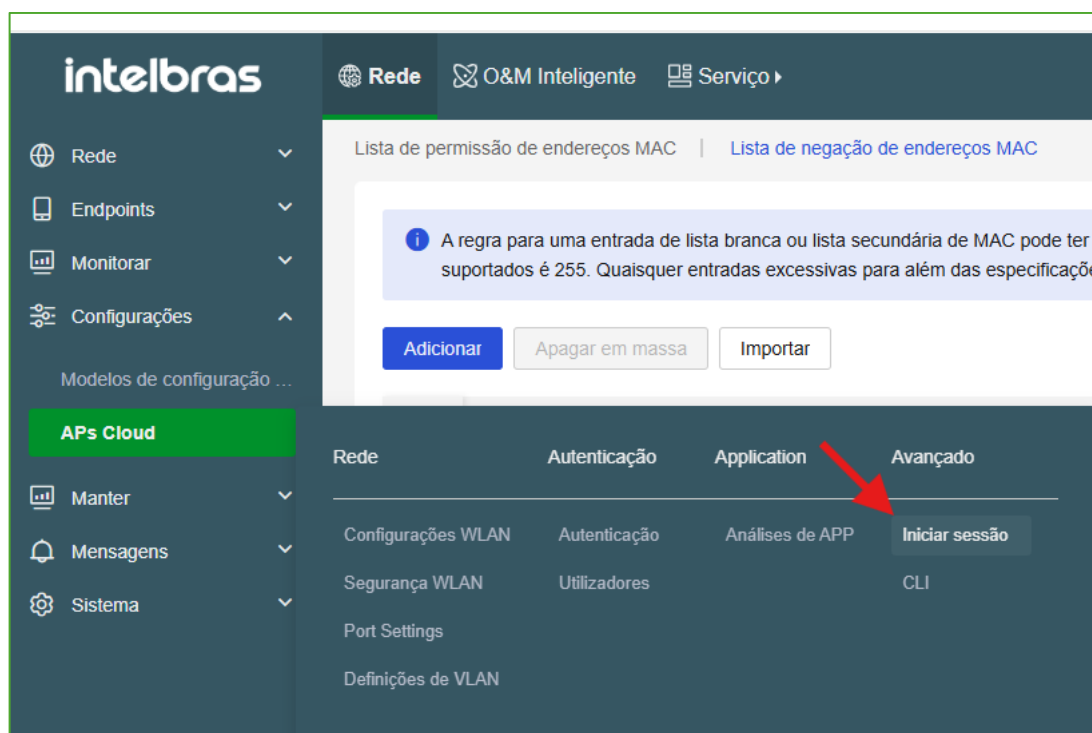 intelbras
Rede
O&M Inteligente
Serviço
Rede
Endpoints
Monitorar
Configurações
Modelos de configuração ...
APs Cloud
Manter
Mensagens
Sistema
Lista de permissão de endereços MAC | Lista de negação de endereços MAC
A regra para uma entrada de lista branca ou lista secundária de MAC pode ter
suportados é 255. Quaisquer entradas excessivas para além das
Adicionar
Apagar em massa
Importar
Rede
Autenticação
Application
Avançado
Configurações WLAN
Autenticação
Análises de APP
Iniciar sessão
Segurança WLAN
Utilizadores
CLI
Port Settings
Definições de VLAN